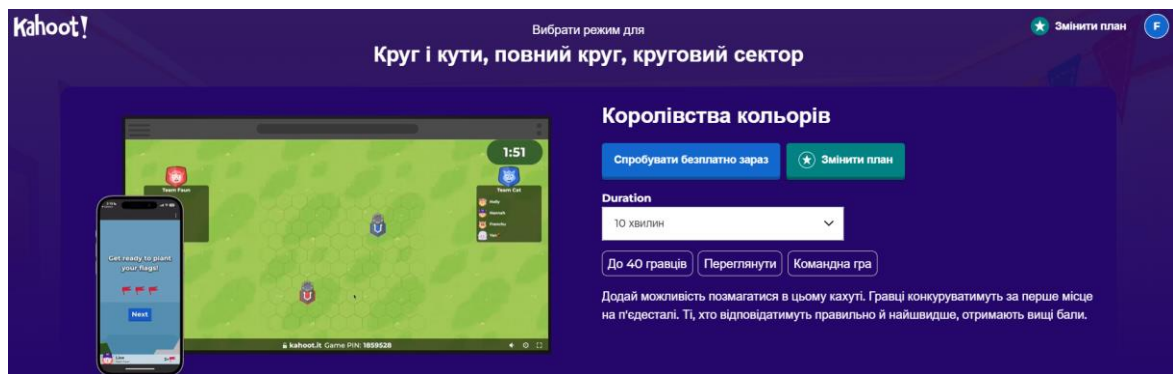 Kahoot!
Вибрати режим для
Круг і кути, повний круг, круговий сектор
Змінити план
F
1:51
Team Faun
Team Cat
Get ready to plant
your flags!
Next
kahoot.it Game PIN: 1859528
Королівства кольорів
Спробувати безплатно зараз
Змінити план
Duration
10 хвилин
До 40 гравців Переглянути Командна гра
Додай можливість позмагатися в цьому кахуті. Гравці конкуруватимуть за перше місце
на п'єдесталі. Ті, хто відповідатимуть правильно й найшвидше, отримають вищі бали.